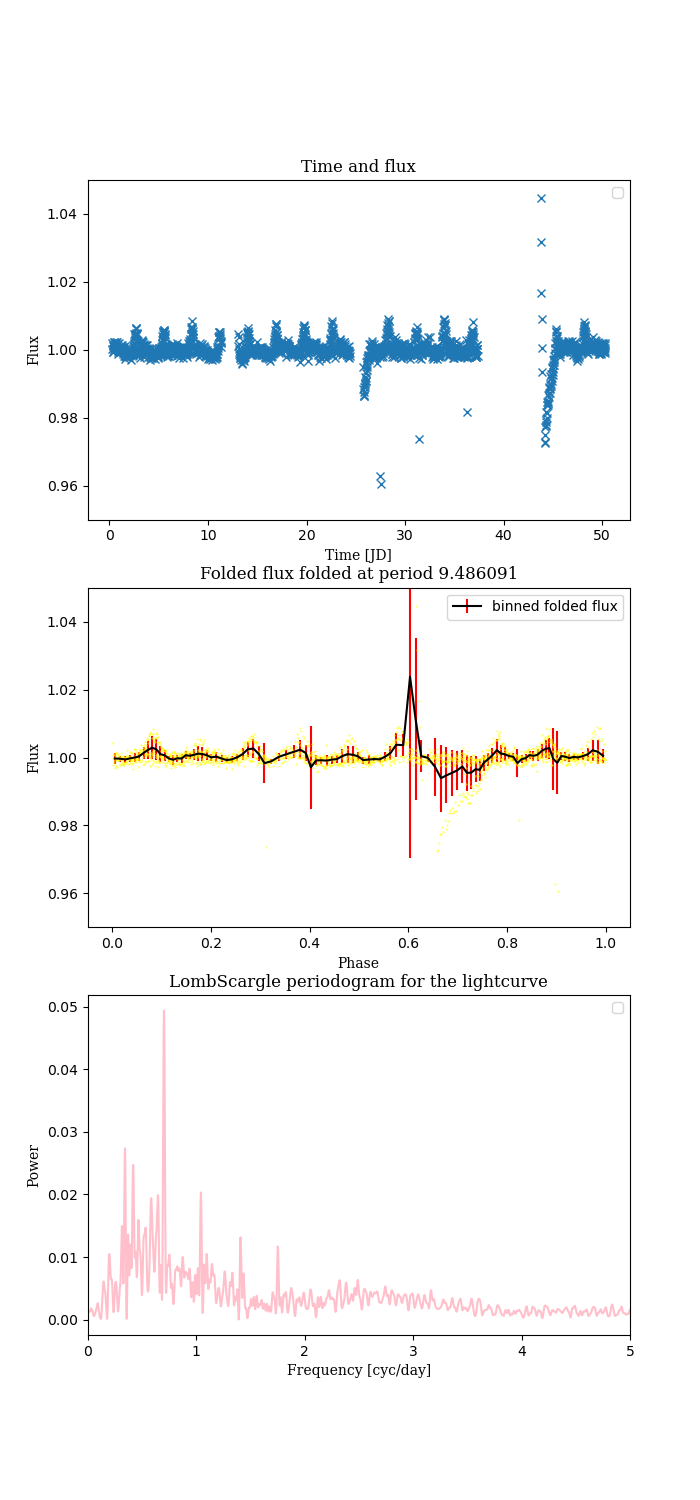 Time and flux
1.04
1.02
1.00
0.98
0.96
Flux
0 10 20 30 40 50
Time [JD]
Folded flux folded at period 9.486091
binned folded flux
1.04
1.02
1.00
0.98
0.96
Flux
0.0 0.2 0.4 0.6 0.8 1.0
Phase
LombScargle periodogram for the lightcurve
0.05
0.04
0.03
0.02
0.01
0.00
Power
0 1 2 3 4 5
Frequency [cyc/day]